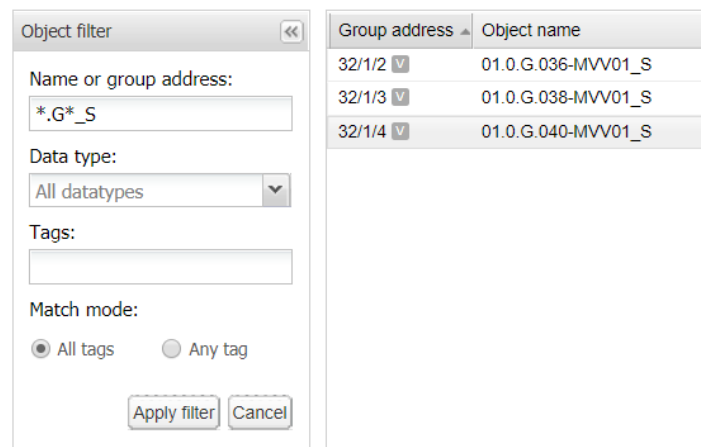 Object filter
Name or group address:
*.G*_S
Data type:
All datatypes
Tags:
Match mode:
All tags Any tag
Apply filter Cancel
Group address Object name
32/1/2 V 01.0.G.036-MVV01_S
32/1/3 V 01.0.G.038-MVV01_S
32/1/4 V 01.0.G.040-MVV01_S